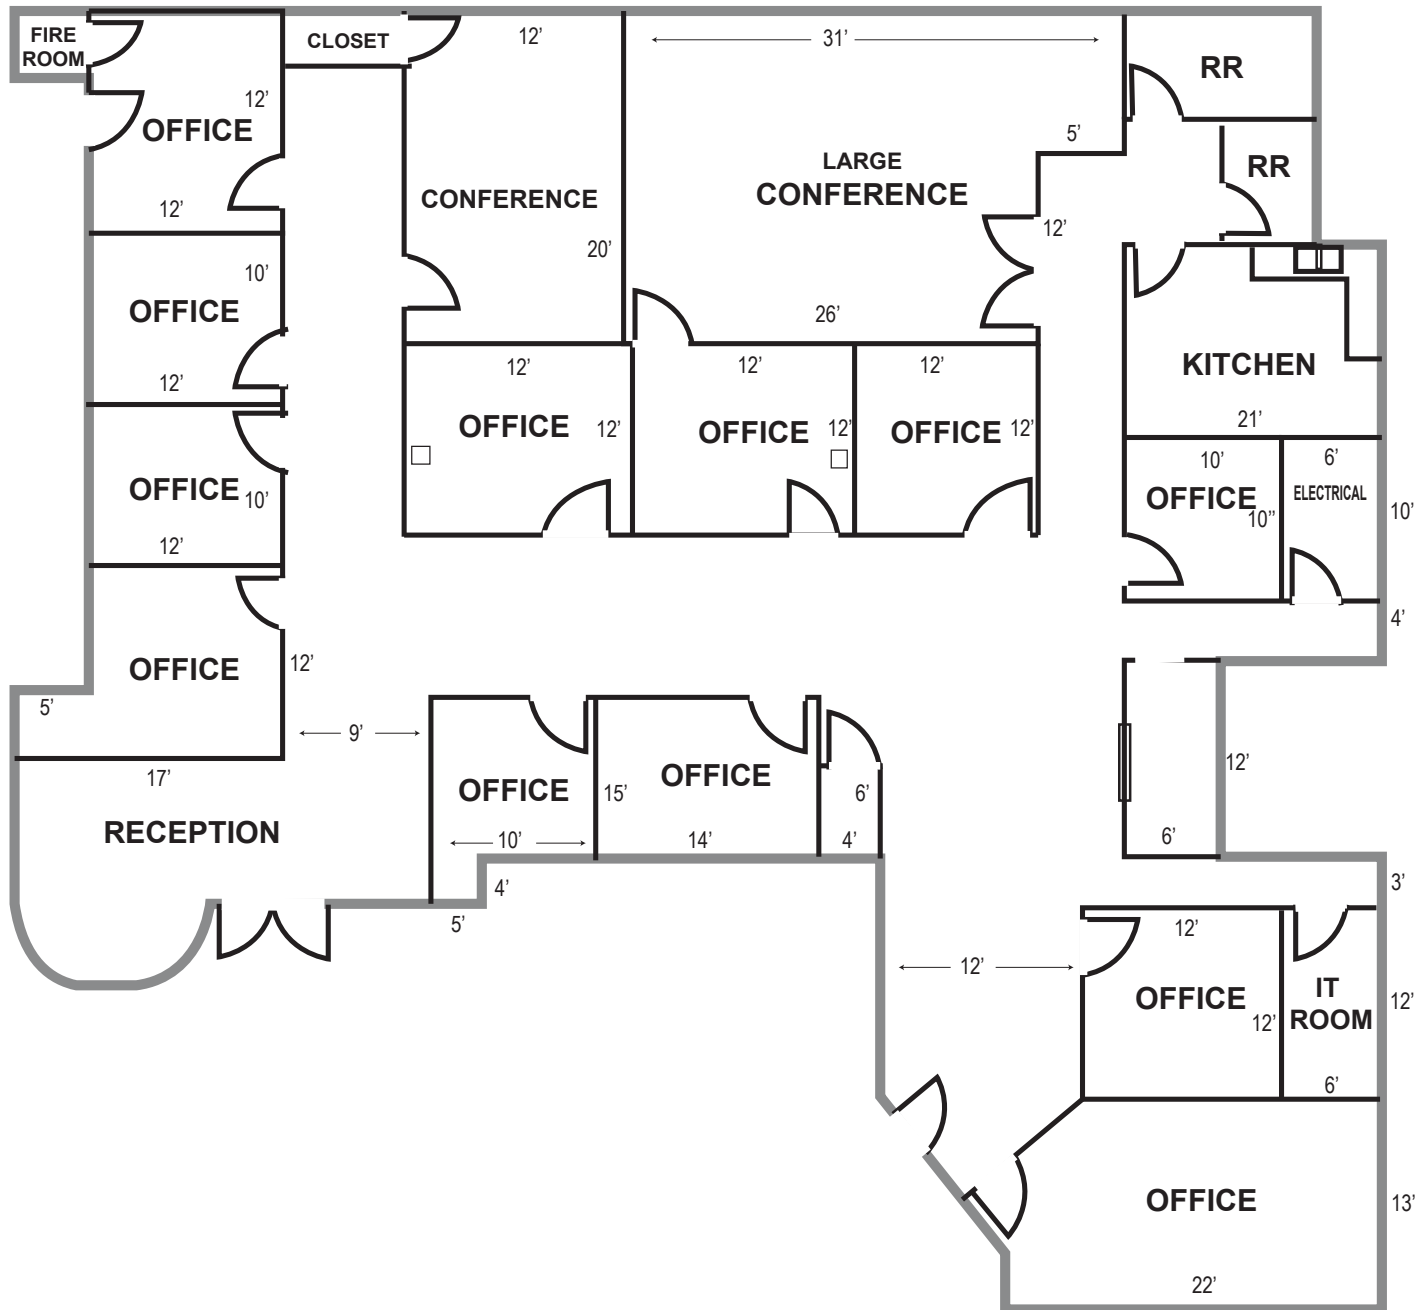 FIRE
ROOM
CLOSET
12’
31’
RR
12’
OFFICE
5’
LARGE
CONFERENCE
RR
CONFERENCE
12’
12’
20’
10’
OFFICE
26’
12’
12’
12’
12’
KITCHEN
21’
OFFICE
12’
OFFICE
12’
OFFICE
12’
10’
6’
OFFICE
10’
OFFICE
10”
ELECTRICAL
10’
12’
4’
OFFICE
12’
5’
9’
17’
RECEPTION
OFFICE
15’
OFFICE
6’
12’
10’
14’
4’
6’
4’
5’
3’
12’
12’
OFFICE
12’
IT
ROOM
12’
6’
OFFICE
13’
22’